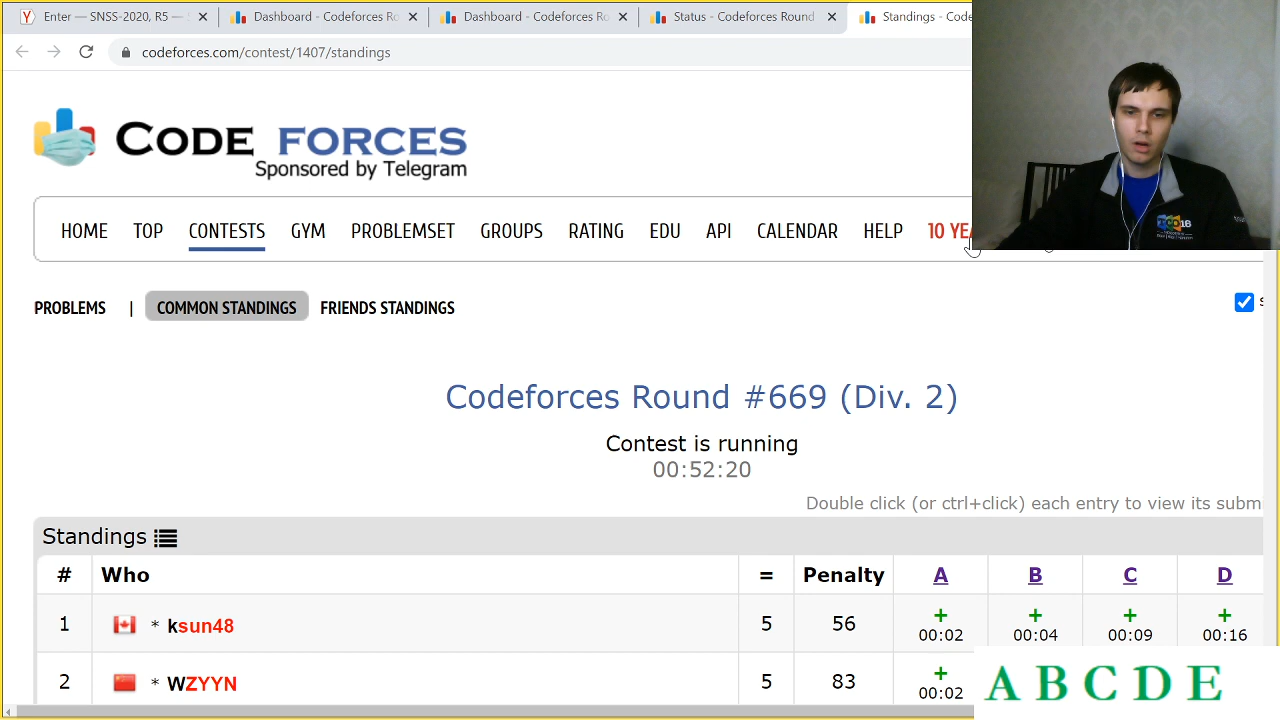 Enter — SNSS-2020, R5 —
Dashboard - Codeforces Ro
Dashboard - Codeforces Ro
Status - Codeforces Round
Standings - Code
codeforces.com/contest/1407/standings
CODE FORCES
Sponsored by Telegram
HOME TOP CONTESTS GYM PROBLEMSET GROUPS RATING EDU API CALENDAR HELP 10 YEA
PROBLEMS | COMMON STANDINGS FRIENDS STANDINGS
Codeforces Round #669 (Div. 2)
Contest is running
00:52:20
Double click (or ctrl+click) each entry to view its subm
Standings
# Who = Penalty A B C D
1 * ksun48 5 56 + + + +
00:02 00:04 00:09 00:16
2 * WZYYN 5 83 +
00:02
A B C D E